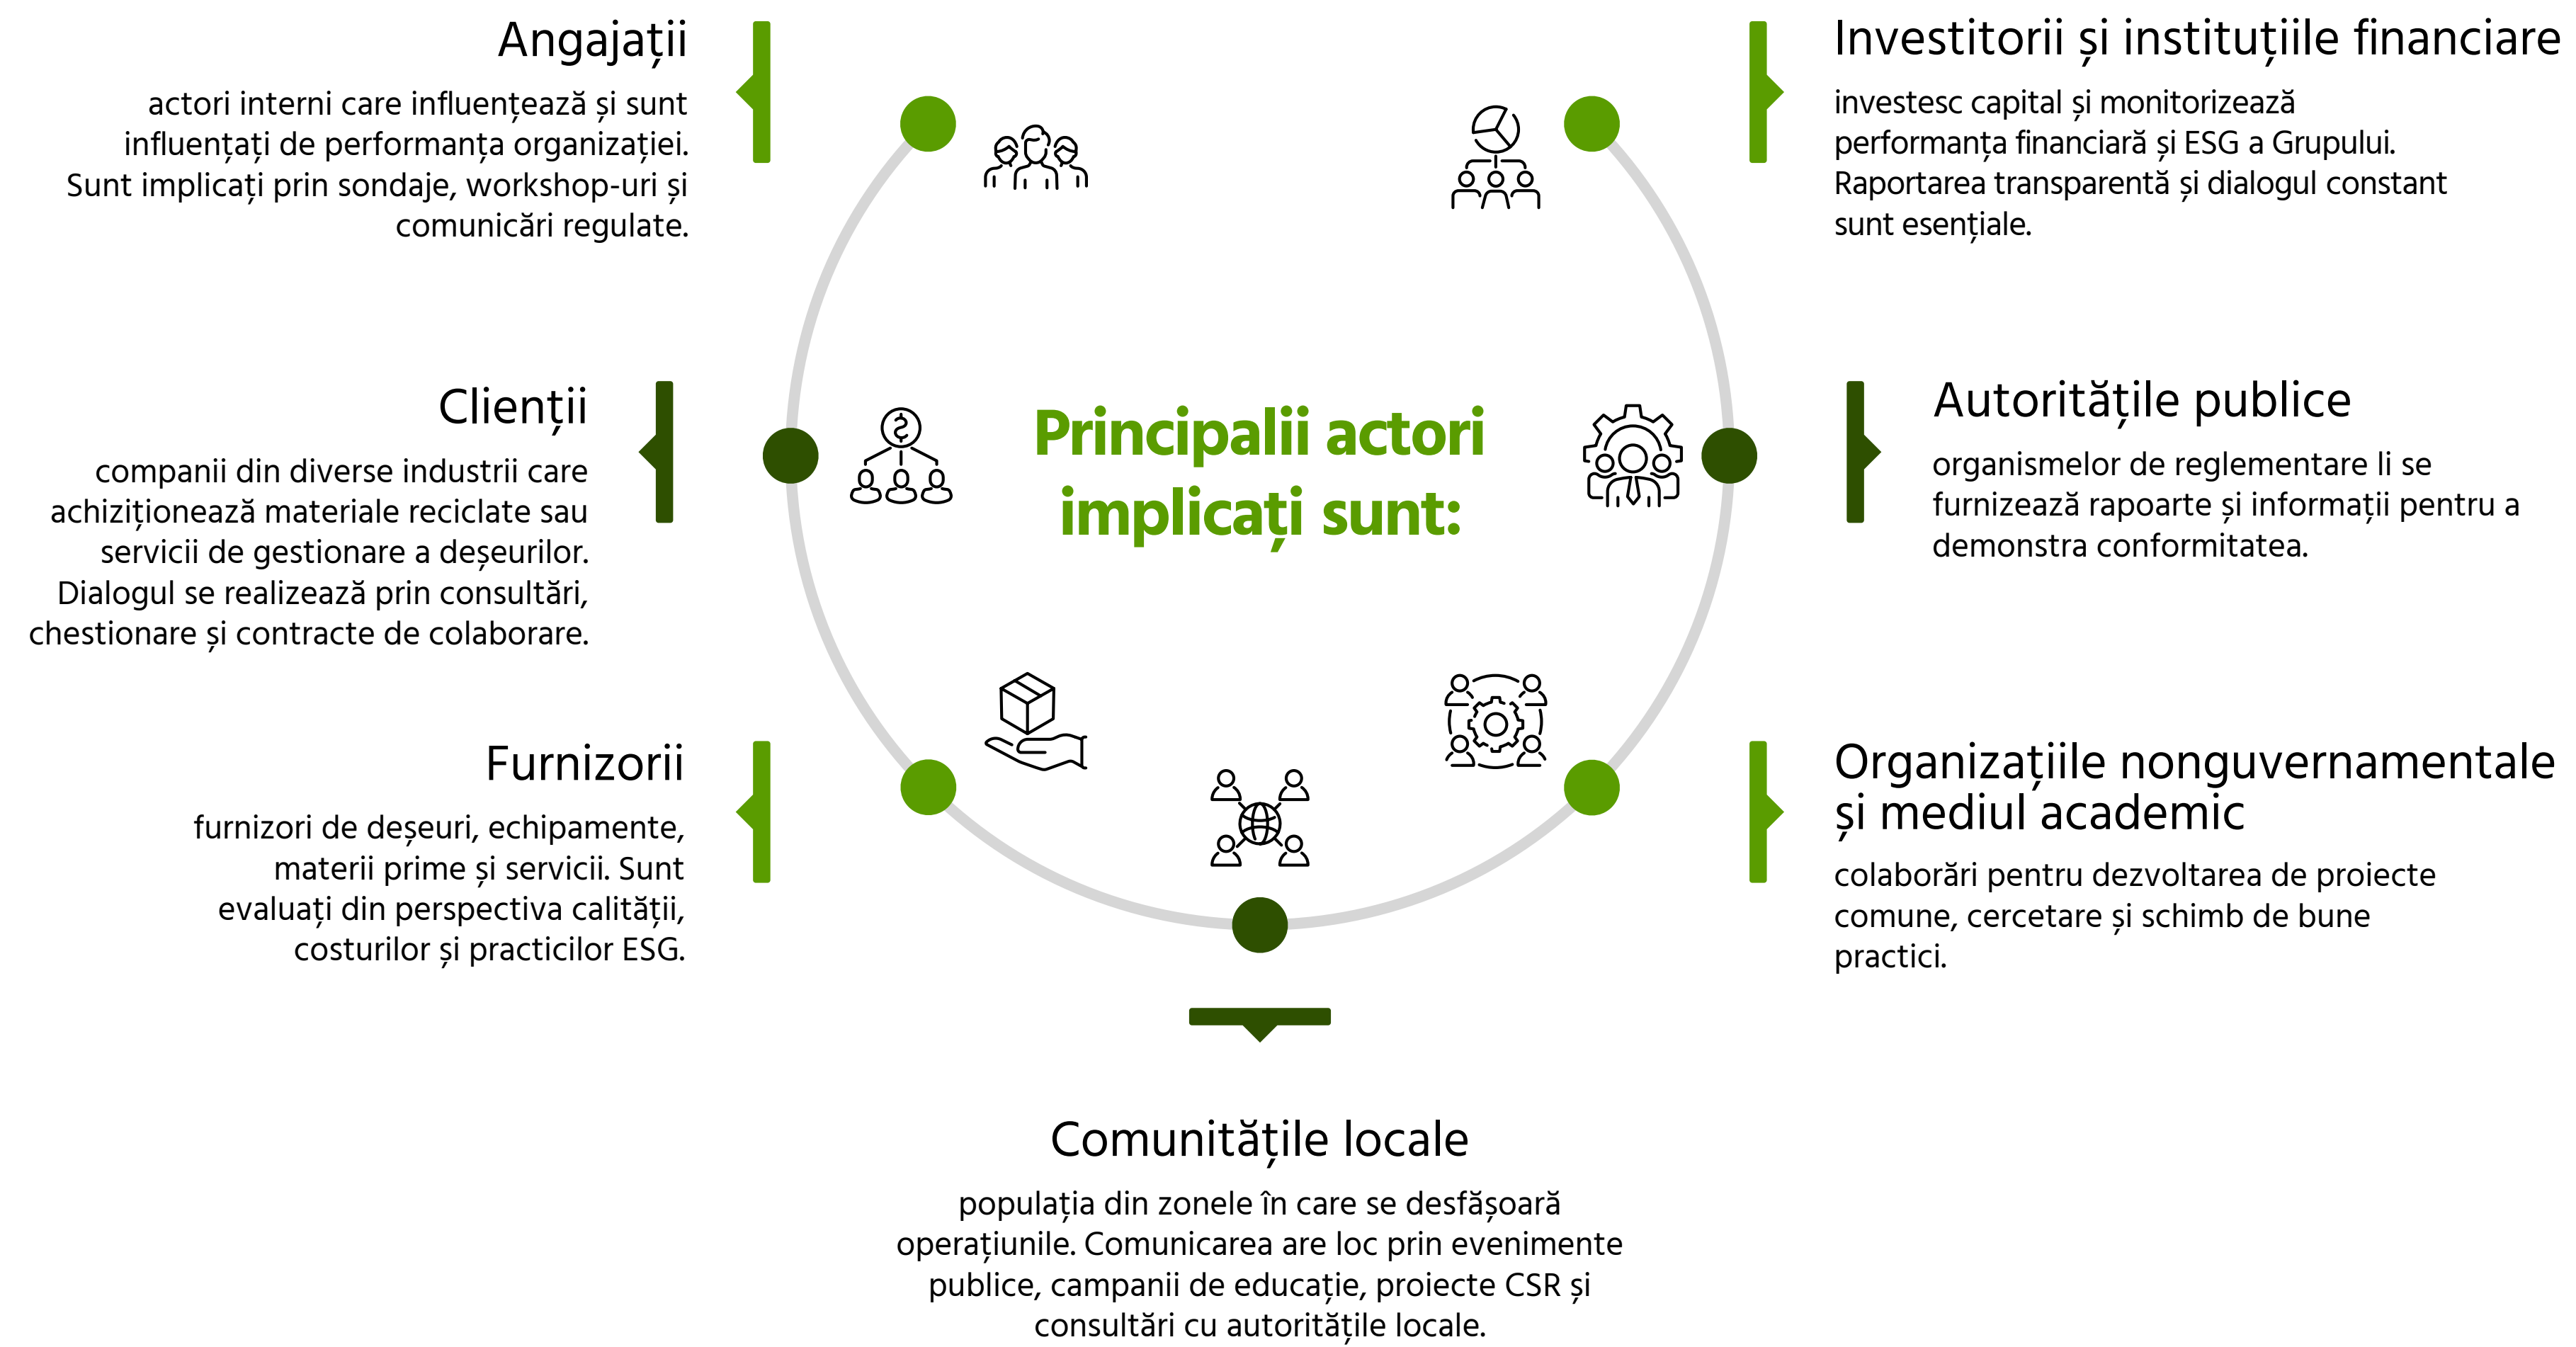 Principalii actori
implicați sunt:
Angajații
actori interni care influențează și sunt
influențați de performanța organizației.
Sunt implicați prin sondaje, workshop-uri și
comunicări regulate.
Clienții
companii din diverse industrii care
achiziționează materiale reciclate sau
servicii de gestionare a deșeurilor.
Dialogul se realizează prin consultări,
chestionare și contracte de colaborare.
Furnizorii
furnizori de deșeuri, echipamente,
materii prime și servicii. Sunt
evaluați din perspectiva calității,
costurilor și practicilor ESG.
Comunitățile locale
populația din zonele în care se desfășoară
operațiunile. Comunicarea are loc prin evenimente
publice, campanii de educație, proiecte CSR și
consultări cu autoritățile locale.
Investitorii și instituțiile financiare
investesc capital și monitorizează
performanța financiară și ESG a Grupului.
Raportarea transparentă și dialogul constant
sunt esențiale.
Autoritățile publice
organismelor de reglementare li se
furnizează rapoarte și informații pentru a
demonstra conformitatea.
Organizațiile nonguvernamentale
și mediul academic
colaborări pentru dezvoltarea de proiecte
comune, cercetare și schimb de bune
practici.